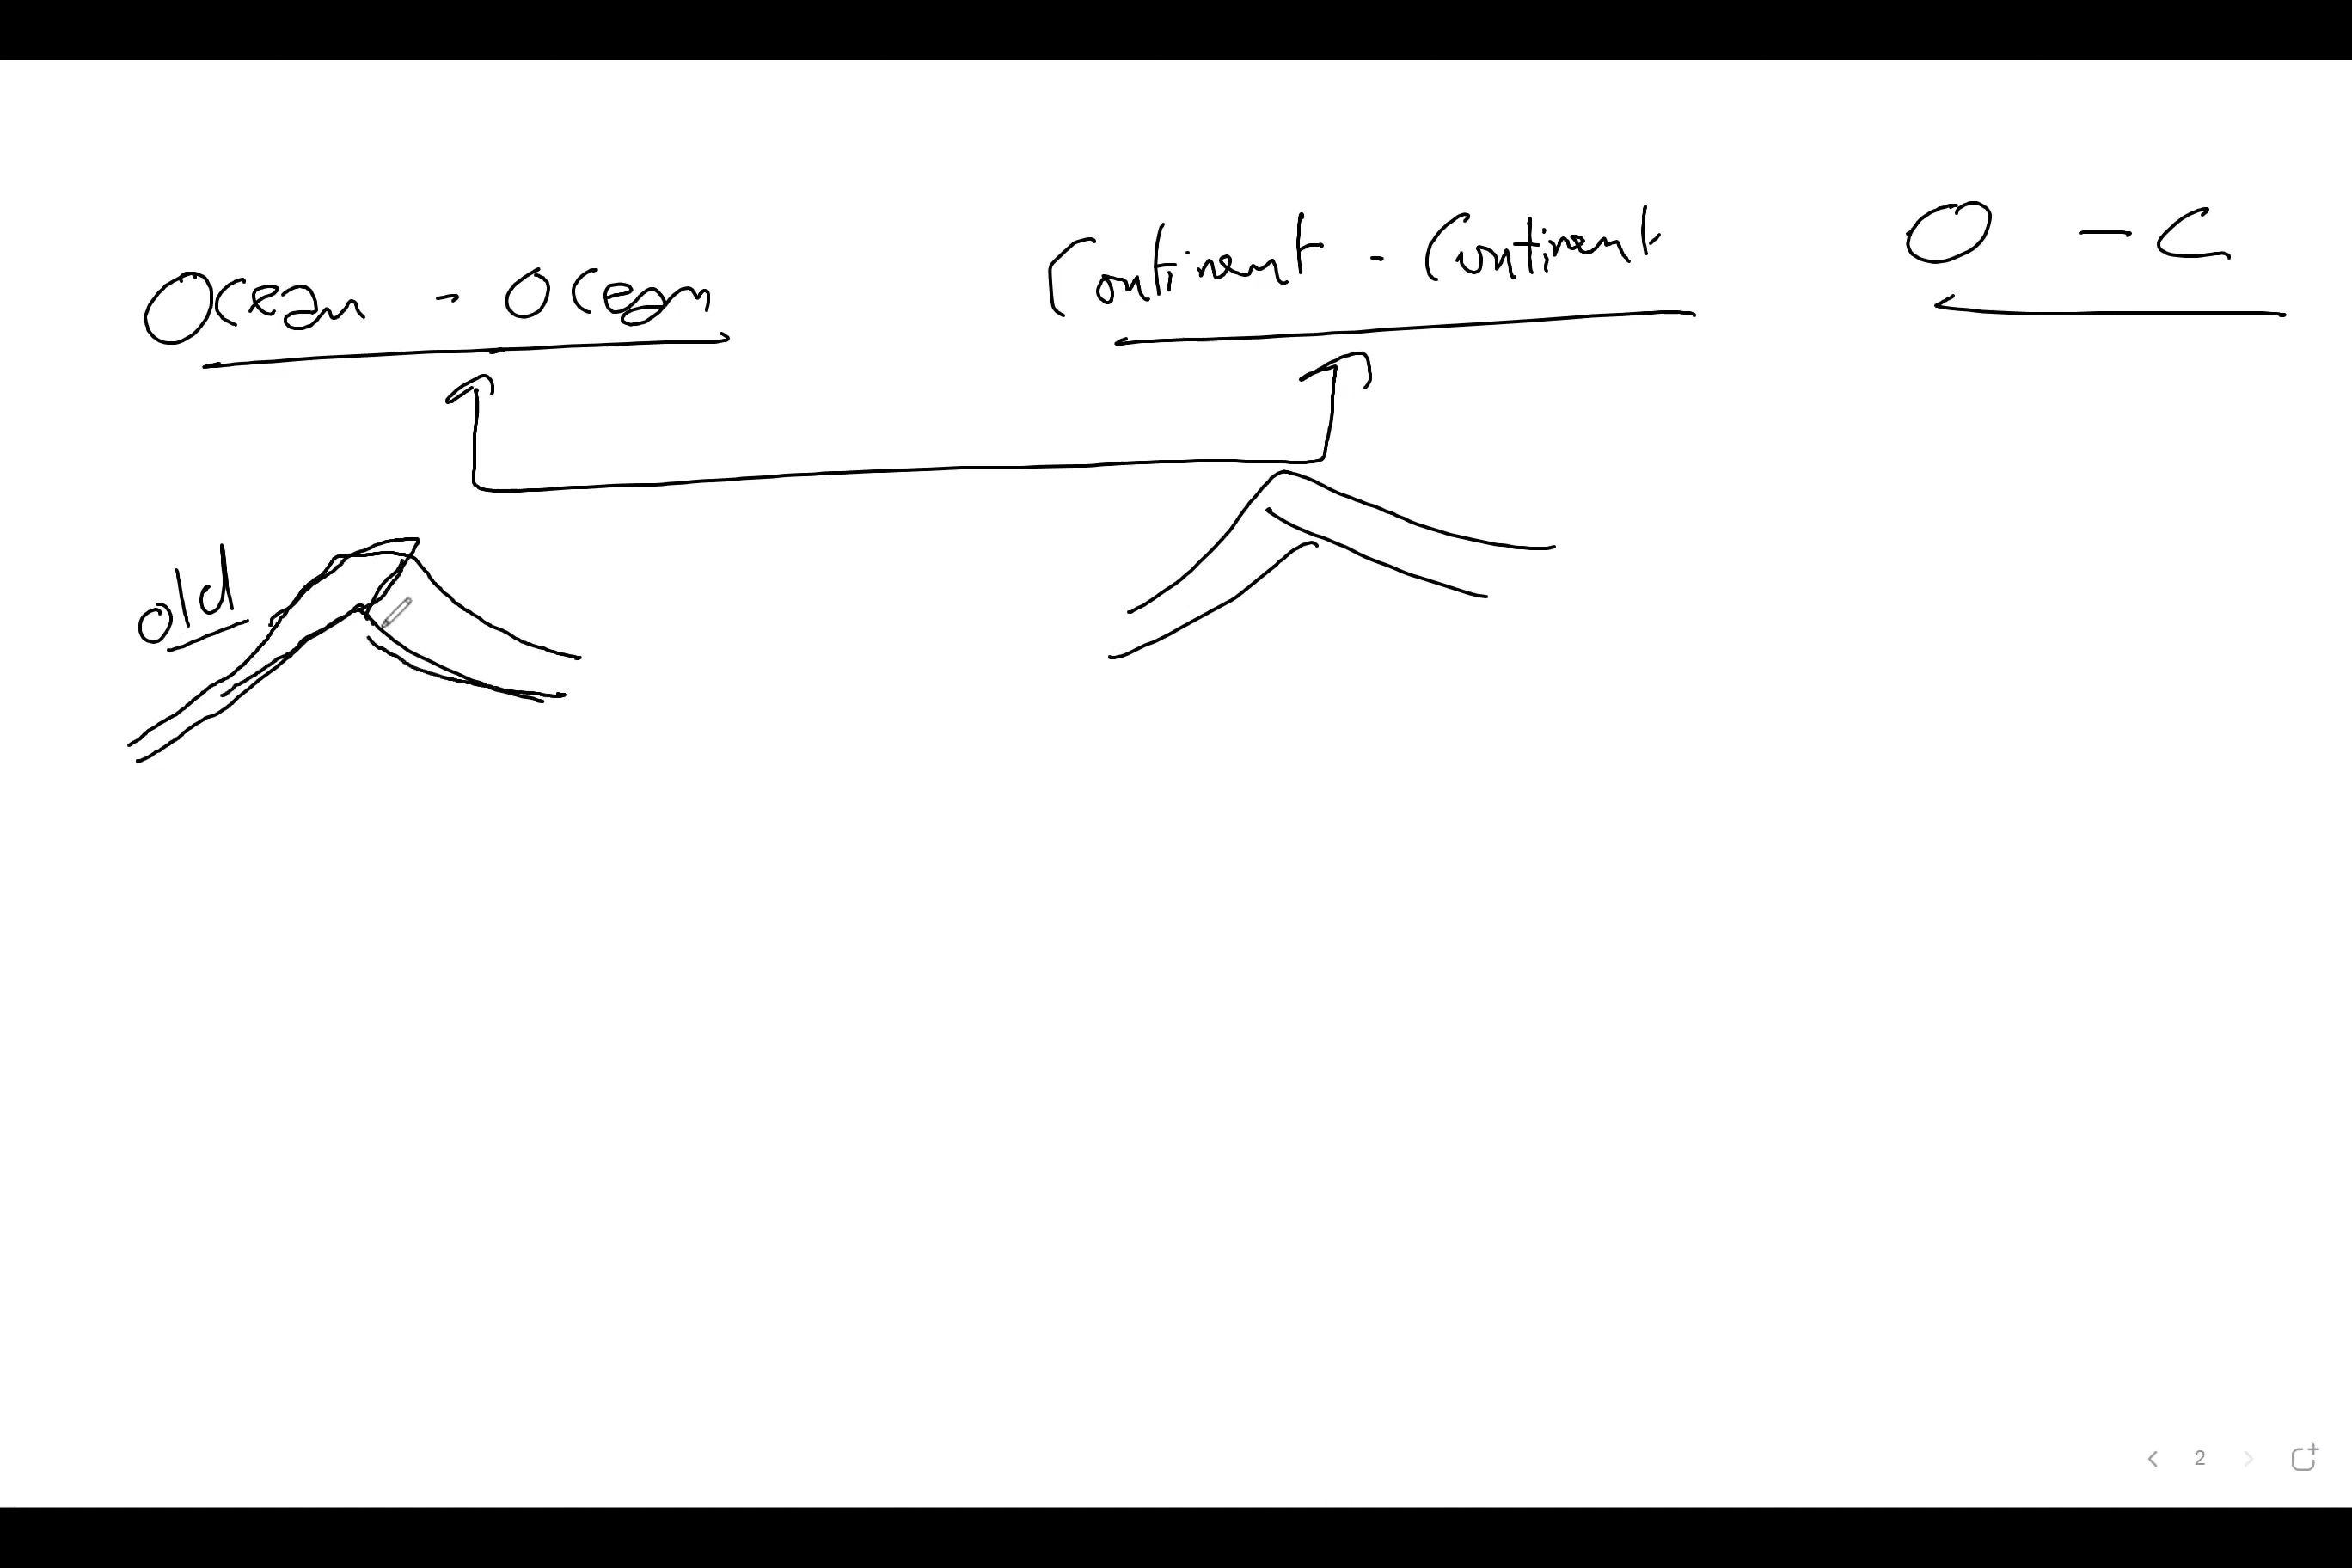 Ocean - Ocean
Continent - Continent
O - C
old
2